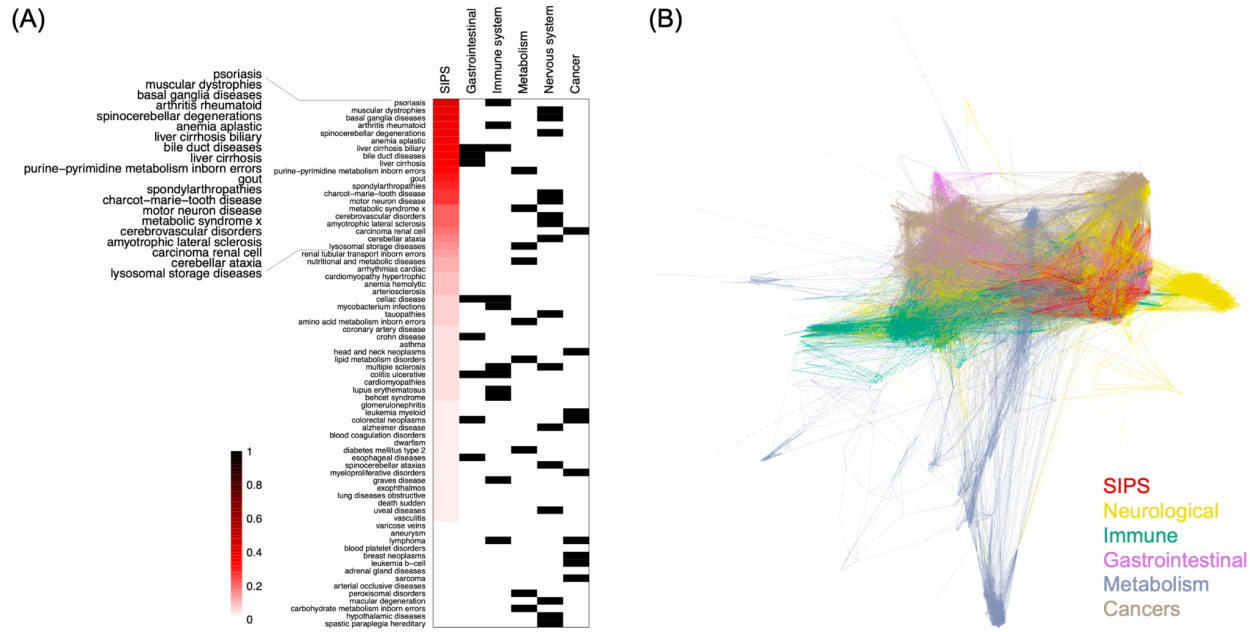 (A)
(B)
SIPS
Gastrointestinal
Immune system
Metabolism
Nervous system
Cancer
psoriasis
muscular dystrophies
basal ganglia diseases
arthritis rheumatoid
spinocerebellar degenerations
anemia aplastic
liver cirrhosis biliary
bile duct diseases
liver cirrhosis
purine−pyrimidine metabolism inborn errors
gout
spondylarthropathies
charcot−marie−tooth disease
motor neuron disease
metabolic syndrome x
cerebrovascular disorders
amyotrophic lateral sclerosis
carcinoma renal cell
cerebellar ataxia
lysosomal storage diseases
psoriasis
muscular dystrophies
basal ganglia diseases
arthritis rheumatoid
spinocerebellar degenerations
anemia aplastic
liver cirrhosis biliary
bile duct diseases
liver cirrhosis
purine−pyrimidine metabolism inborn errors
gout
spondylarthropathies
charcot−marie−tooth disease
motor neuron disease
metabolic syndrome x
cerebrovascular disorders
amyotrophic lateral sclerosis
carcinoma renal cell
cerebellar ataxia
lysosomal storage diseases
renal tubular transport inborn errors
nutritional and metabolic diseases
arrhythmias cardiac
cardiomyopathy hypertrophic
anemia hemolytic
arteriosclerosis
celiac disease
mycobacterium infections
tauopathies
amino acid metabolism inborn errors
coronary artery disease
crohn disease
asthma
head and neck neoplasms
lipid metabolism disorders
multiple sclerosis
colitis ulcerative
cardiomyopathies
lupus erythematosus
behcet syndrome
glomerulonephritis
leukemia myeloid
colorectal neoplasms
alzheimer disease
blood coagulation disorders
dwarfism
diabetes mellitus type 2
esophageal diseases
spinocerebellar ataxias
myeloproliferative disorders
graves disease
exophthalmos
lung diseases obstructive
death sudden
uveal diseases
vasculitis
varicose veins
aneurysm
lymphoma
blood platelet disorders
breast neoplasms
leukemia b−cell
adrenal gland diseases
sarcoma
arterial occlusive diseases
peroxisomal disorders
macular degeneration
carbohydrate metabolism inborn errors
hypothalamic diseases
spastic paraplegia hereditary
1
0.8
0.6
0.4
0.2
0
SIPS
Neurological
Immune
Gastrointestinal
Metabolism
Cancers